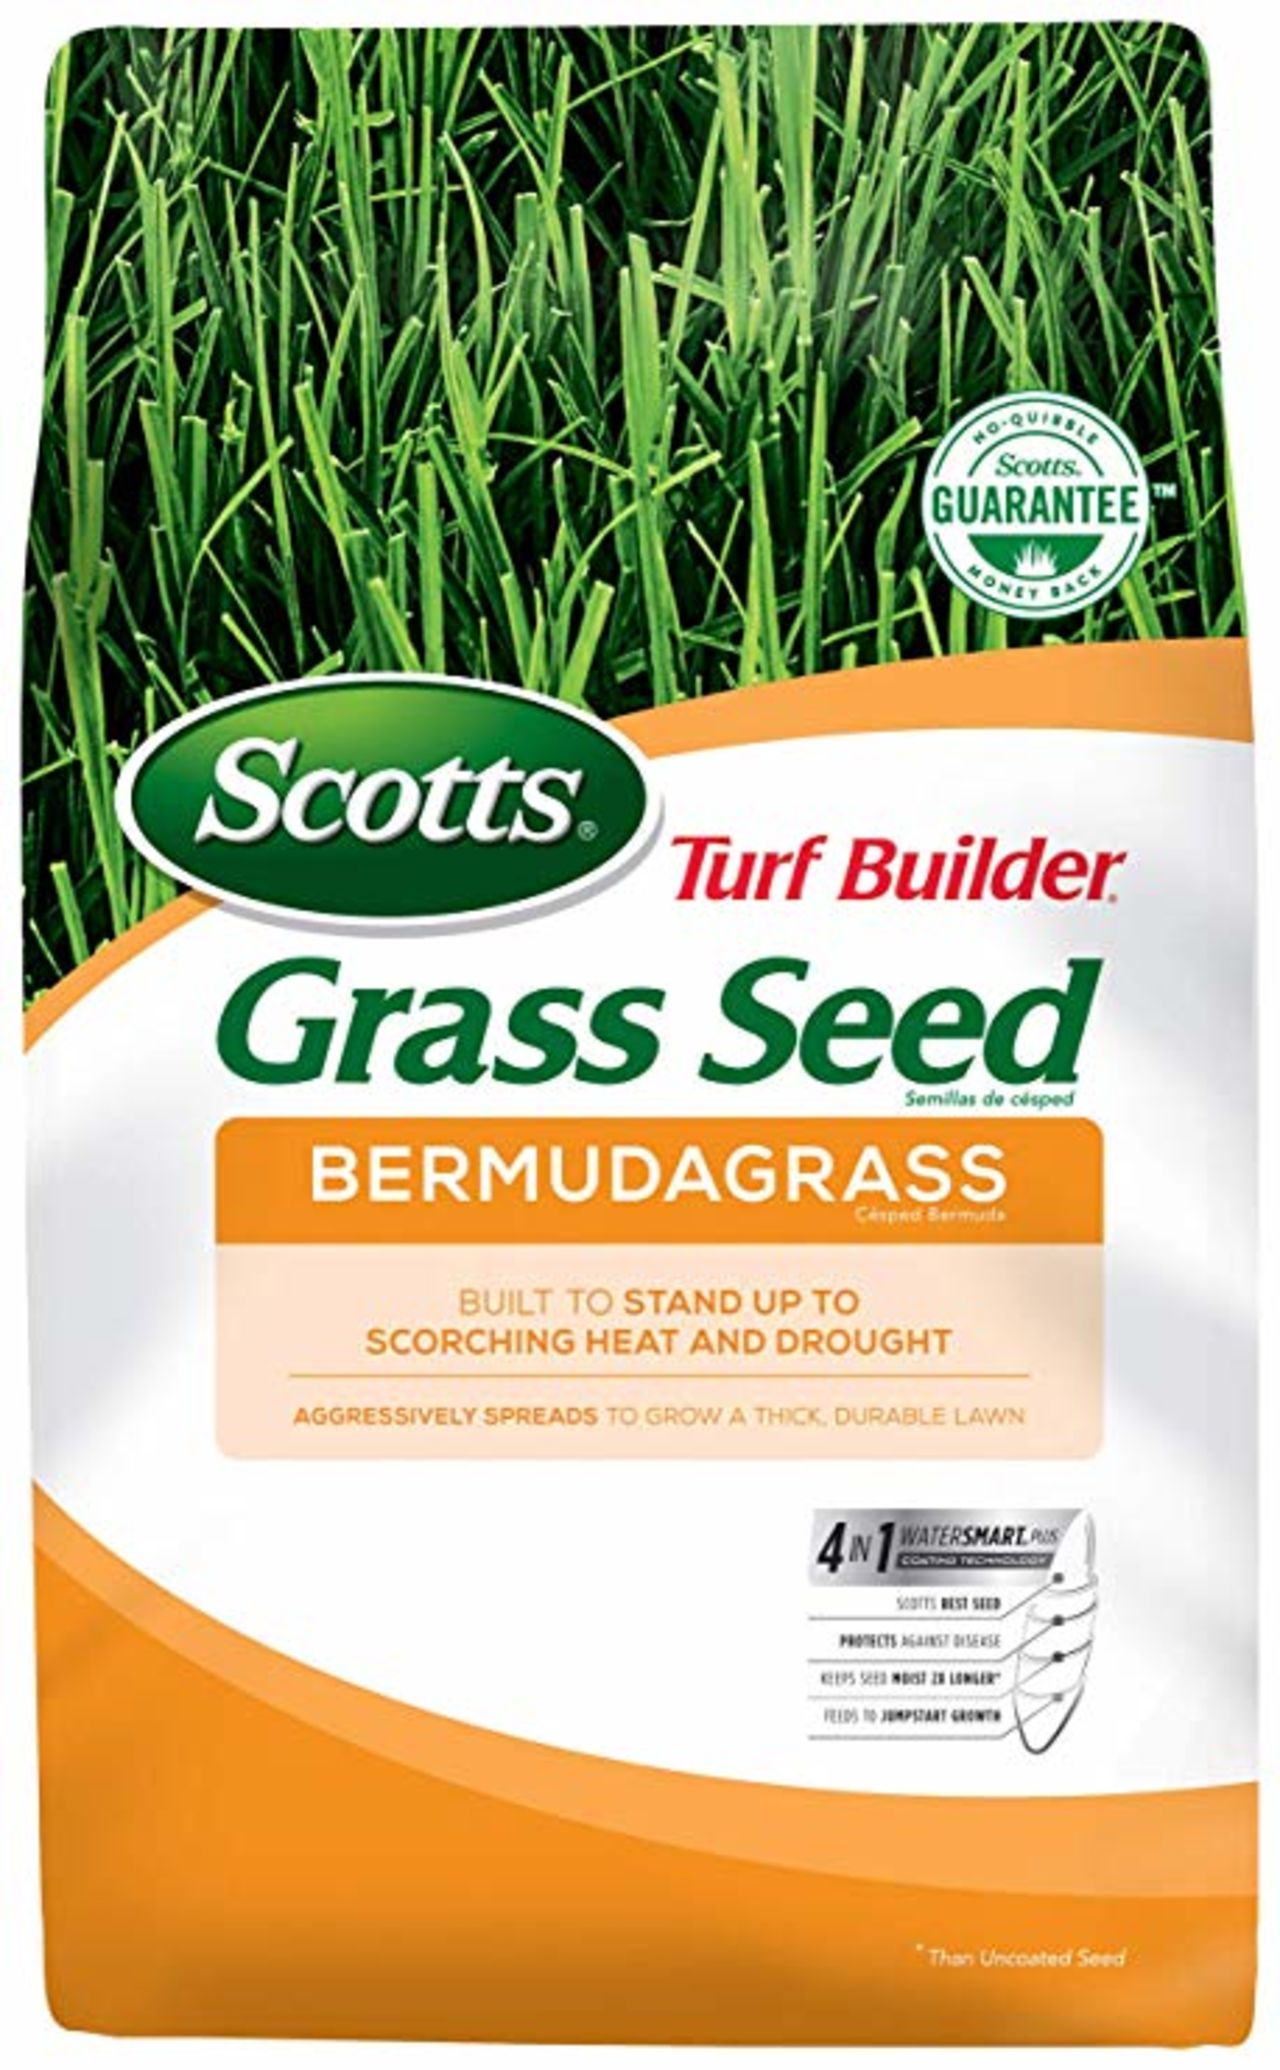 NO-QUIBBLE
Scotts.
GUARANTEE™
MONEY BACK
Scotts®
Turf Builder®
Grass Seed
Semillas de césped
BERMUDAGRASS
Césped Bermuda
BUILT TO STAND UP TO
SCORCHING HEAT AND DROUGHT
AGGRESSIVELY SPREADS TO GROW A THICK, DURABLE LAWN
4 IN 1 WATERSMART® PLUS
COATING TECHNOLOGY
SCOTTS BEST SEED
PROTECTS AGAINST DISEASE
KEEPS SEED MOIST 2X LONGER*
FEEDS TO JUMPSTART GROWTH
*Than Uncoated Seed